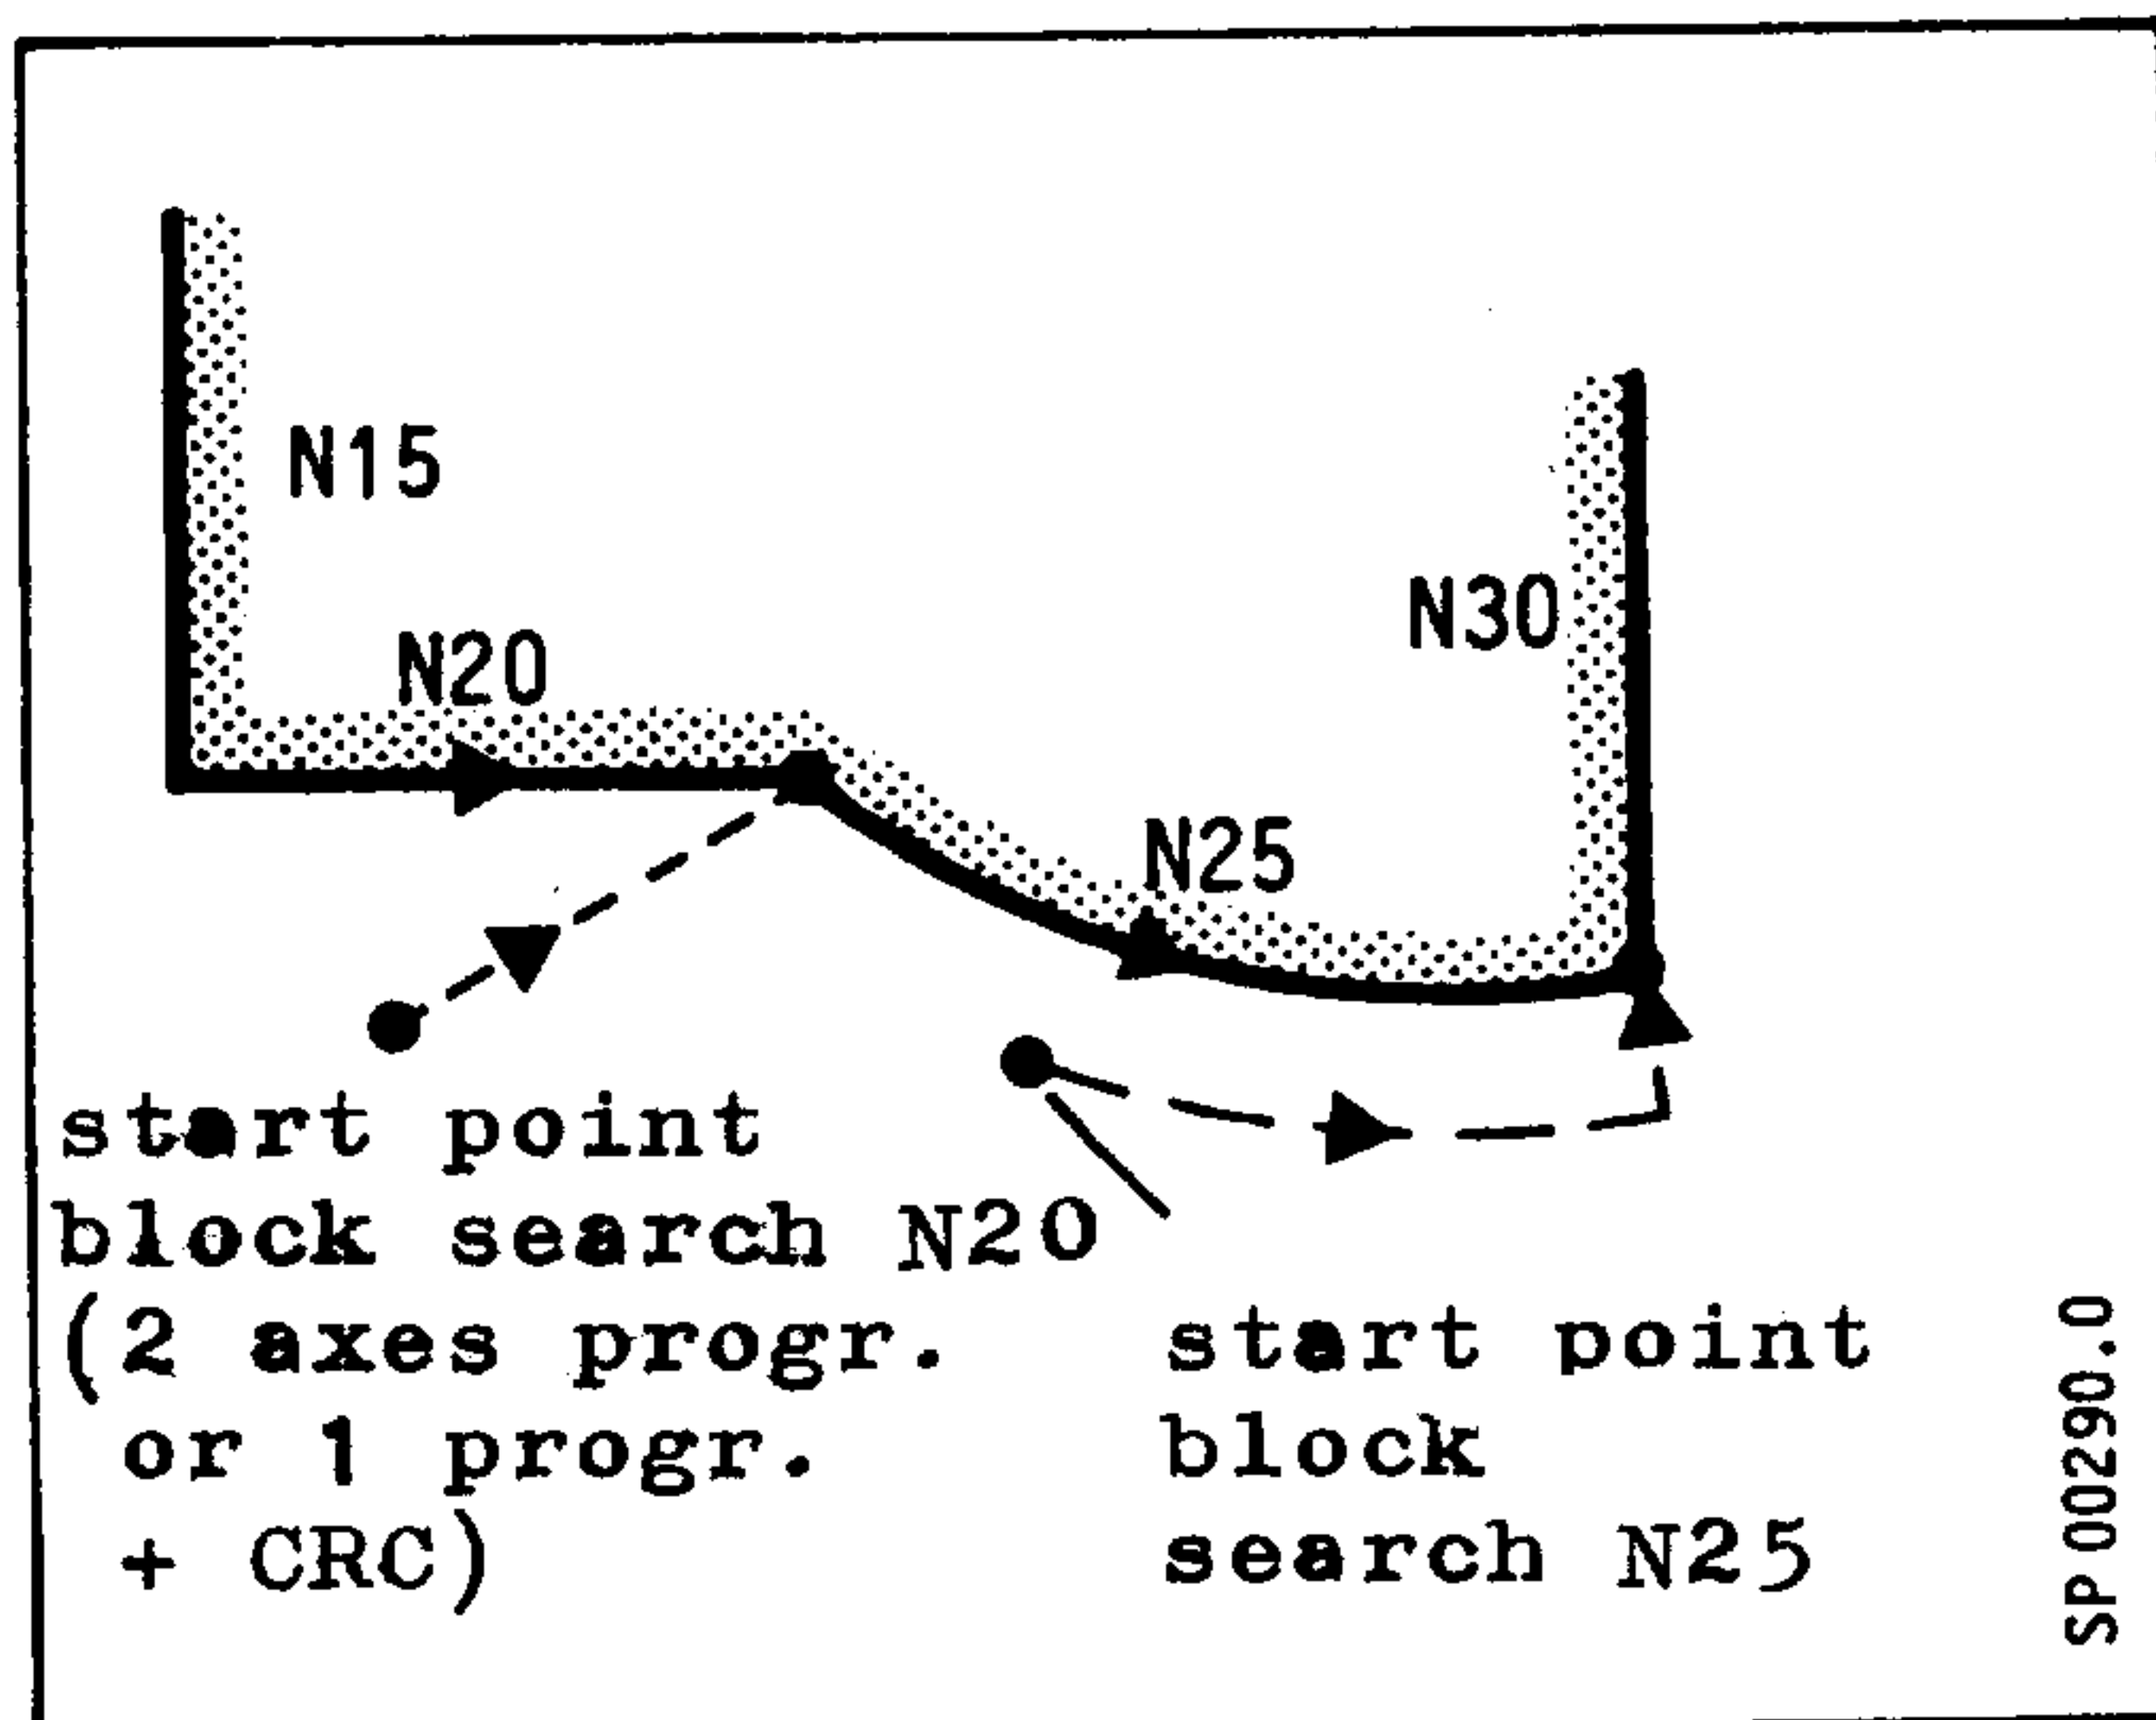 N15
N30
N20
N25
start point
block search N20
(2 axes progr.
or 1 progr.
+ CRC)
start point
block
search N25
SP 00290.0